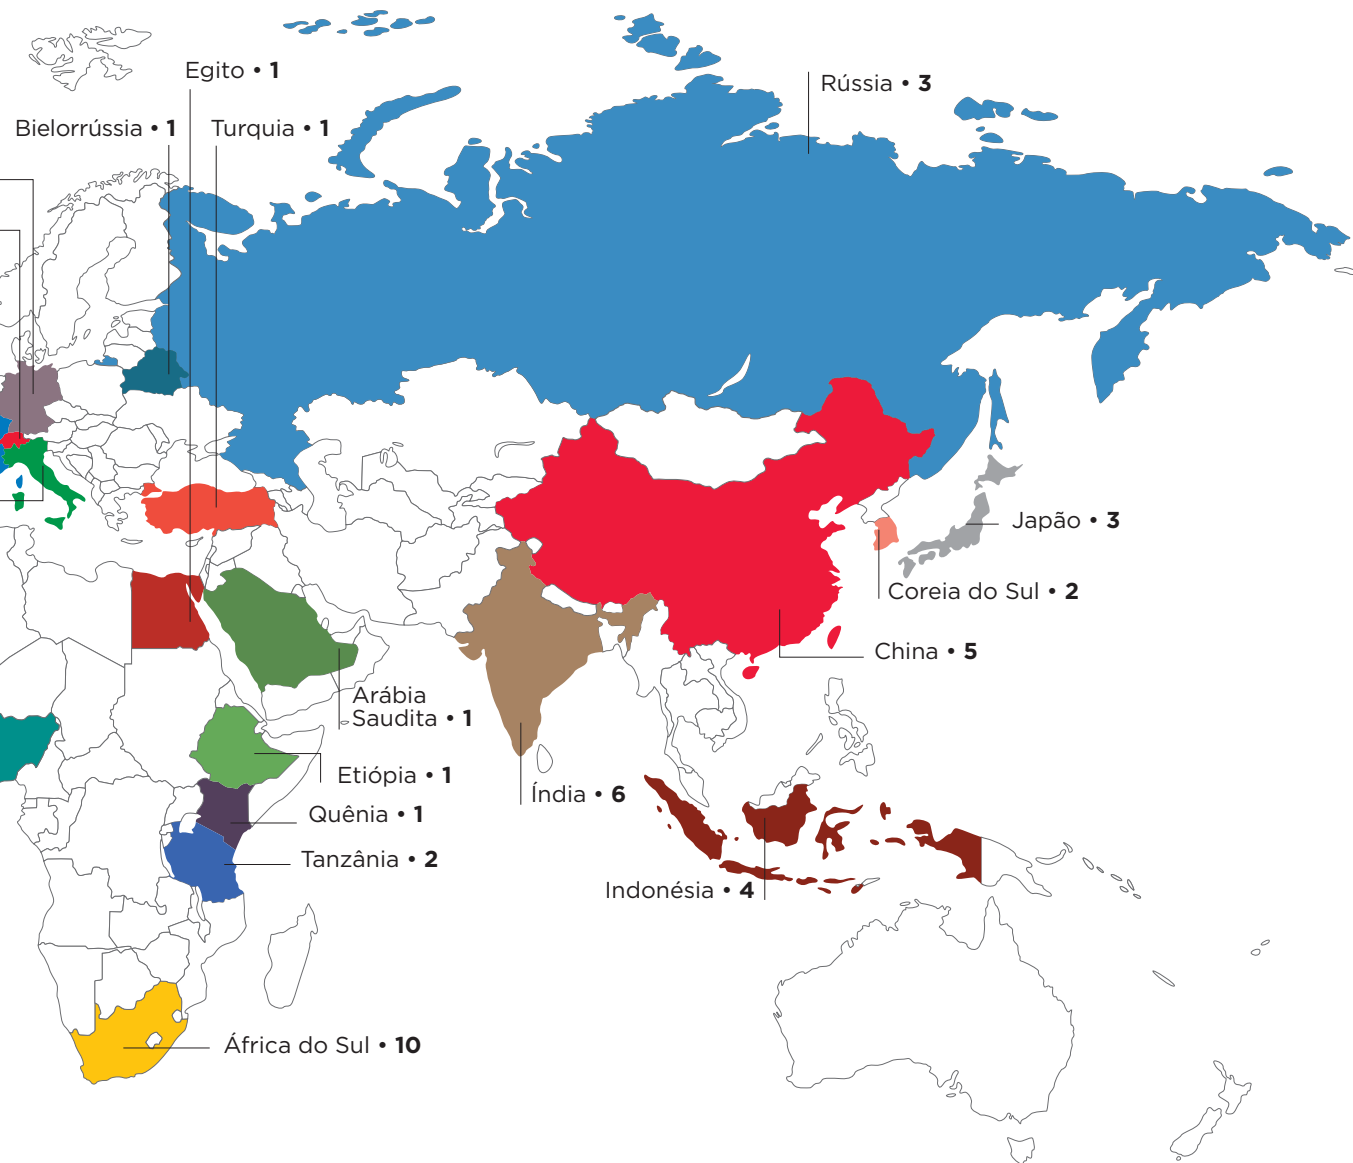 Egito • 1
Rússia • 3
Bielorrússia • 1
Turquia • 1
Japão • 3
Coreia do Sul • 2
China • 5
Arábia
Saudita • 1
Etiópia • 1
Índia • 6
Quênia • 1
Tanzânia • 2
Indonésia • 4
África do Sul • 10